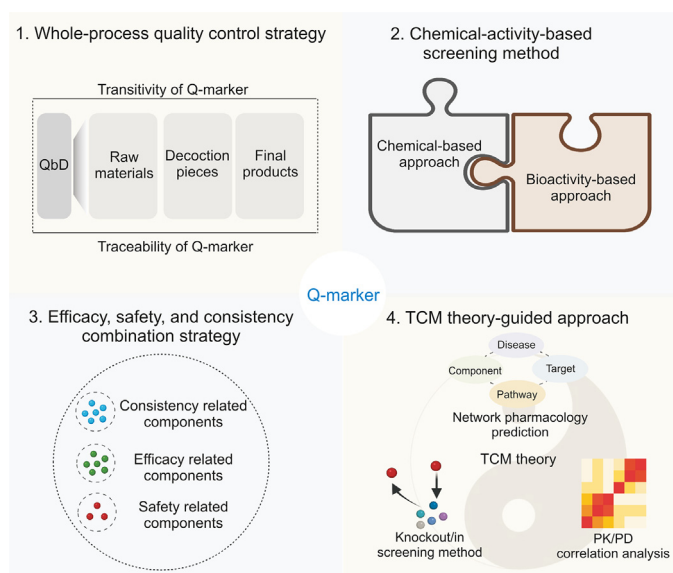 1. Whole-process quality control strategy
Transitivity of Q-marker
QbD
Raw
materials
Decoction
pieces
Final
products
Traceability of Q-marker
2. Chemical-activity-based
screening method
Chemical-based
approach
Bioactivity-based
approach
Q-marker
3. Efficacy, safety, and consistency
combination strategy
Consistency related
components
Efficacy related
components
Safety related
components
4. TCM theory-guided approach
Disease
Component
Target
Pathway
Network pharmacology
prediction
TCM theory
Knockout/in
screening method
PK/PD
correlation analysis